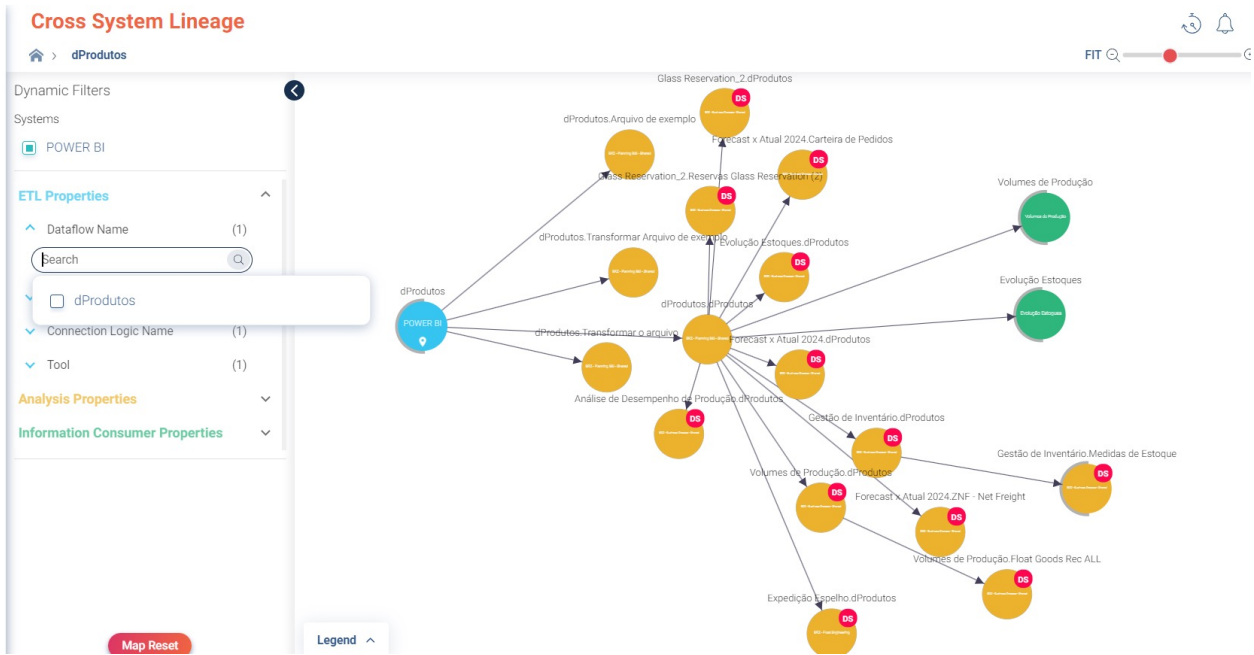 Cross System Lineage
dProdutos
FIT
Dynamic Filters
Systems
POWER BI
ETL Properties
Dataflow Name (1)
Search
dProdutos
Connection Logic Name (1)
Tool (1)
Analysis Properties
Information Consumer Properties
Map Reset
Legend
Glass Reservation_2.dProdutos
DS
dProdutos.Arquivo de exemplo
Forecast x Atual 2024.Carteira de Pedidos
DS
Glass Reservation_2.Reservas Glass Reservation (2)
DS
Volumes de Produção
Volumes de Produção
dProdutos.Transformar Arquivo de exemplo
Evolução Estoques.dProdutos
DS
Evolução Estoques
Evolução Estoques
dProdutos
POWER BI
dProdutos.dProdutos
dProdutos.Transformar o arquivo
Forecast x Atual 2024.dProdutos
DS
Análise de Desempenho de Produção.dProdutos
DS
Gestão de Inventário.dProdutos
DS
Gestão de Inventário.Medidas de Estoque
DS
Volumes de Produção.dProdutos
DS
Forecast x Atual 2024.ZNF - Net Freight
DS
Volumes de Produção.Float Goods Rec ALL
DS
Expedição Espelho.dProdutos
DS